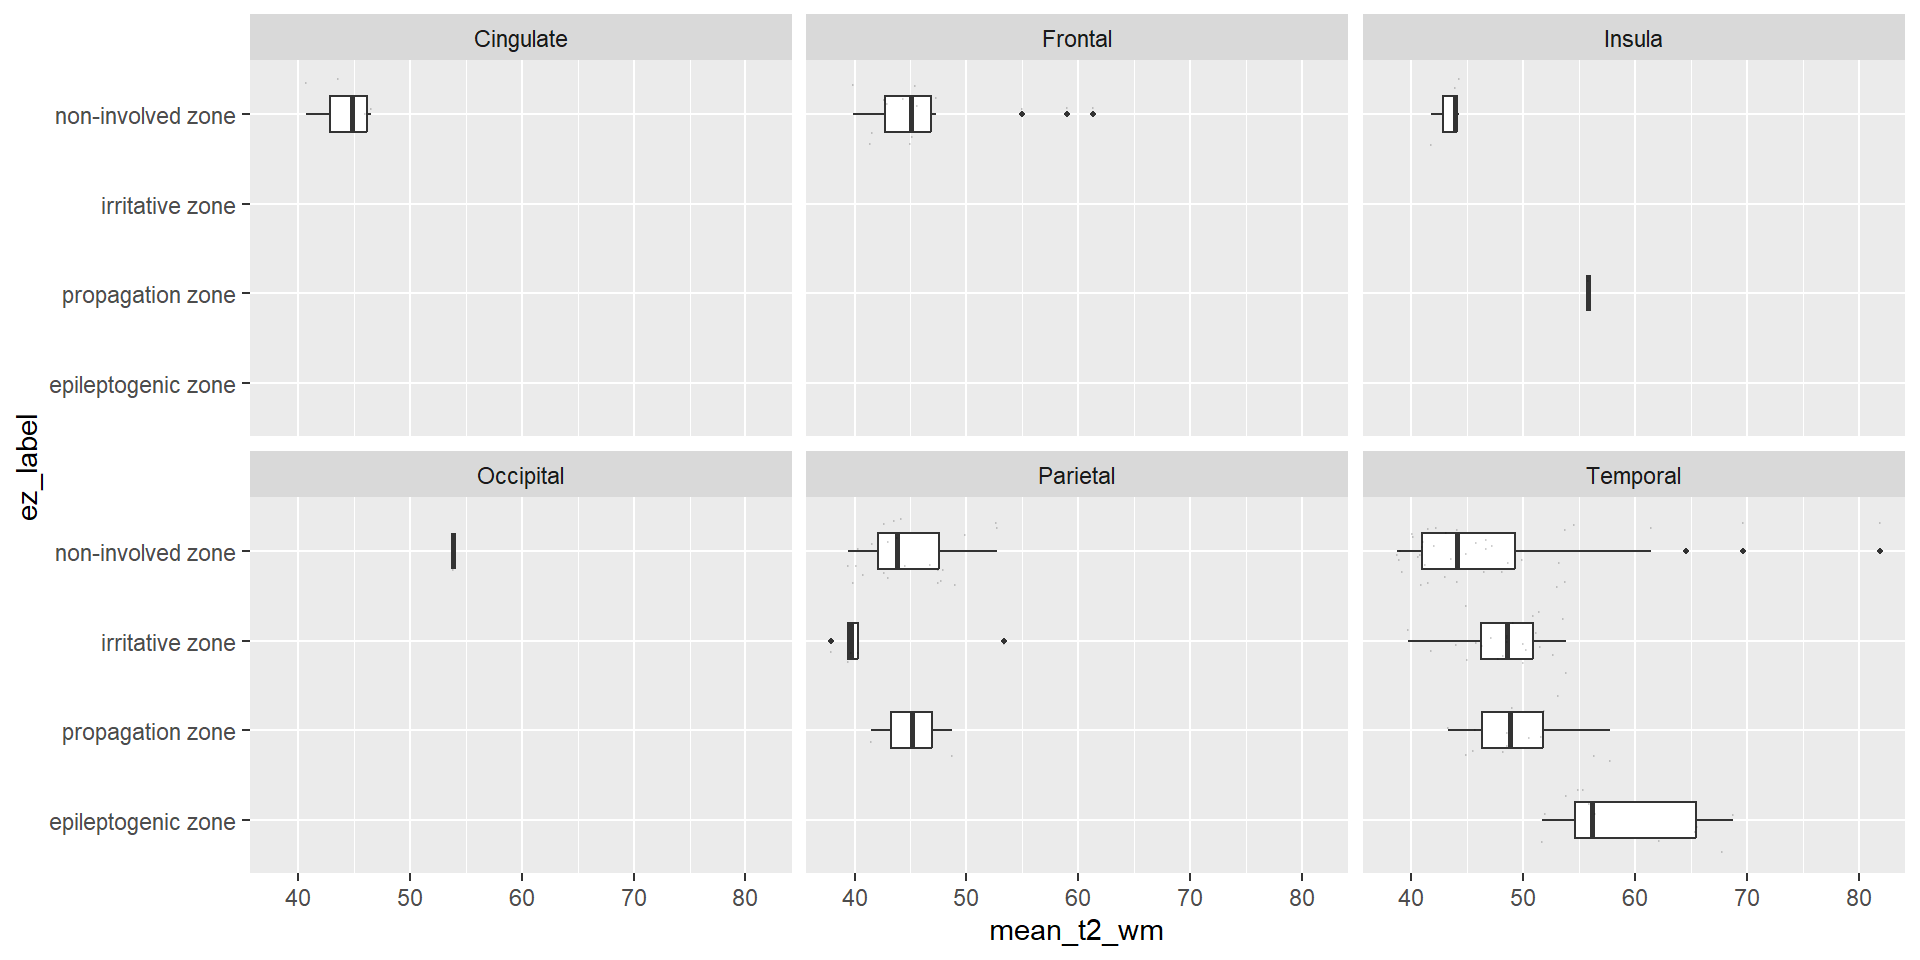 Cingulate
Frontal
Insula
non-involved zone
irritative zone
propagation zone
epileptogenic zone
ez_label
Occipital
Parietal
Temporal
non-involved zone
irritative zone
propagation zone
epileptogenic zone
40 50 60 70 80
40 50 60 70 80
40 50 60 70 80
mean_t2_wm